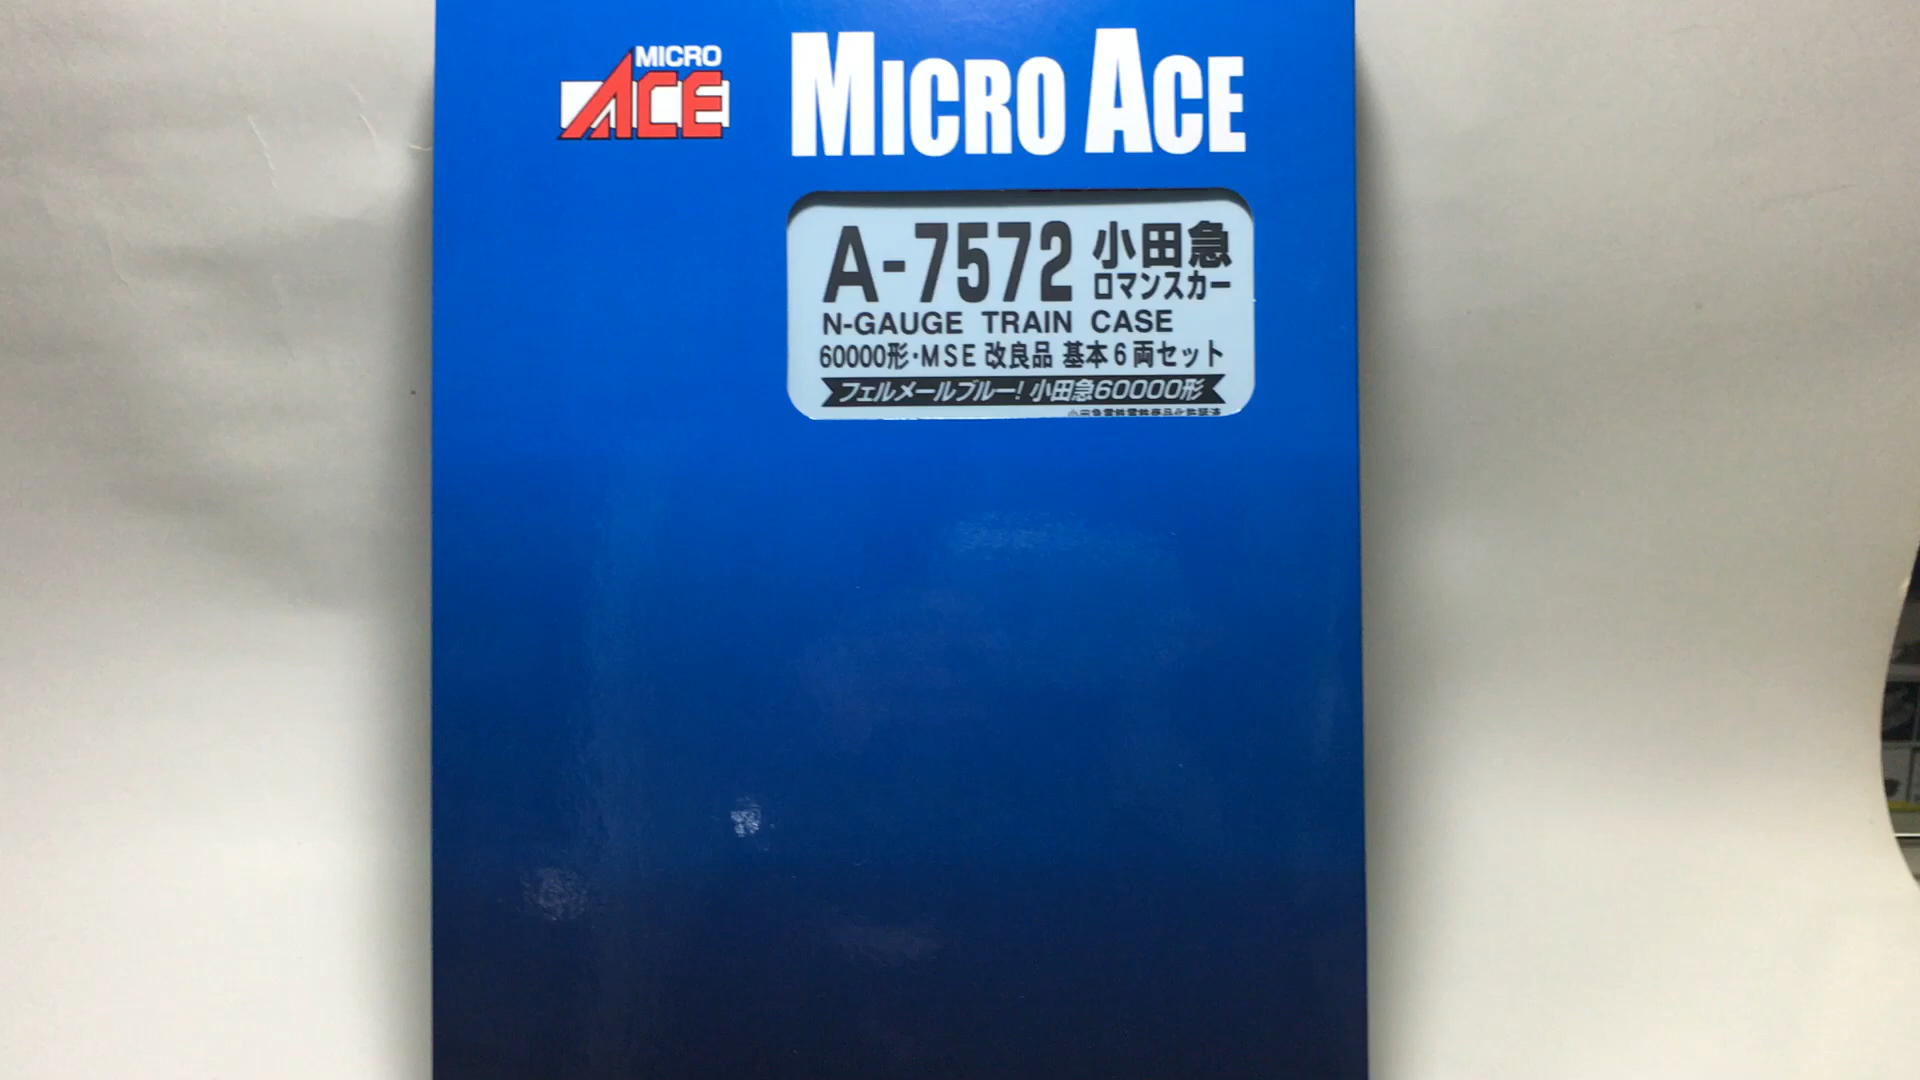 MICRO
ACE
MICRO ACE
A-7572 小田急
ロマンスカー
N-GAUGE TRAIN CASE
60000形・MSE 改良品 基本6両セット
フェルメールブルー! 小田急60000形